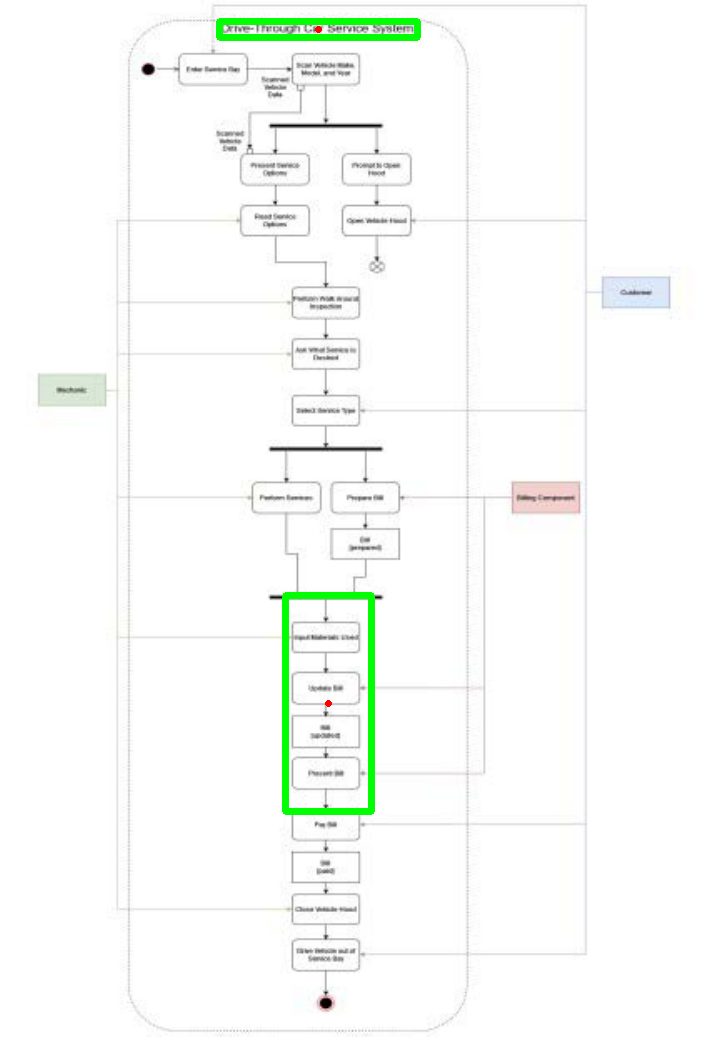 Drive-Through Car Service System
Enter Service Bay
Scan Vehicle Make,
Model, and Year
Scanned
Vehicle
Data
Scanned
Vehicle
Data
Present Service
Options
Prompt to Open
Hood
Read Service
Options
Open Vehicle Hood
Customer
Perform Walk Around
Inspection
Ask What Service is
Desired
Mechanic
Select Service Type
Perform Services
Prepare Bill
Billing Component
Bill
[prepared]
Input Materials Used
Update Bill
Bill
[updated]
Present Bill
Pay Bill
Bill
[paid]
Close Vehicle Hood
Drive Vehicle out of
Service Bay